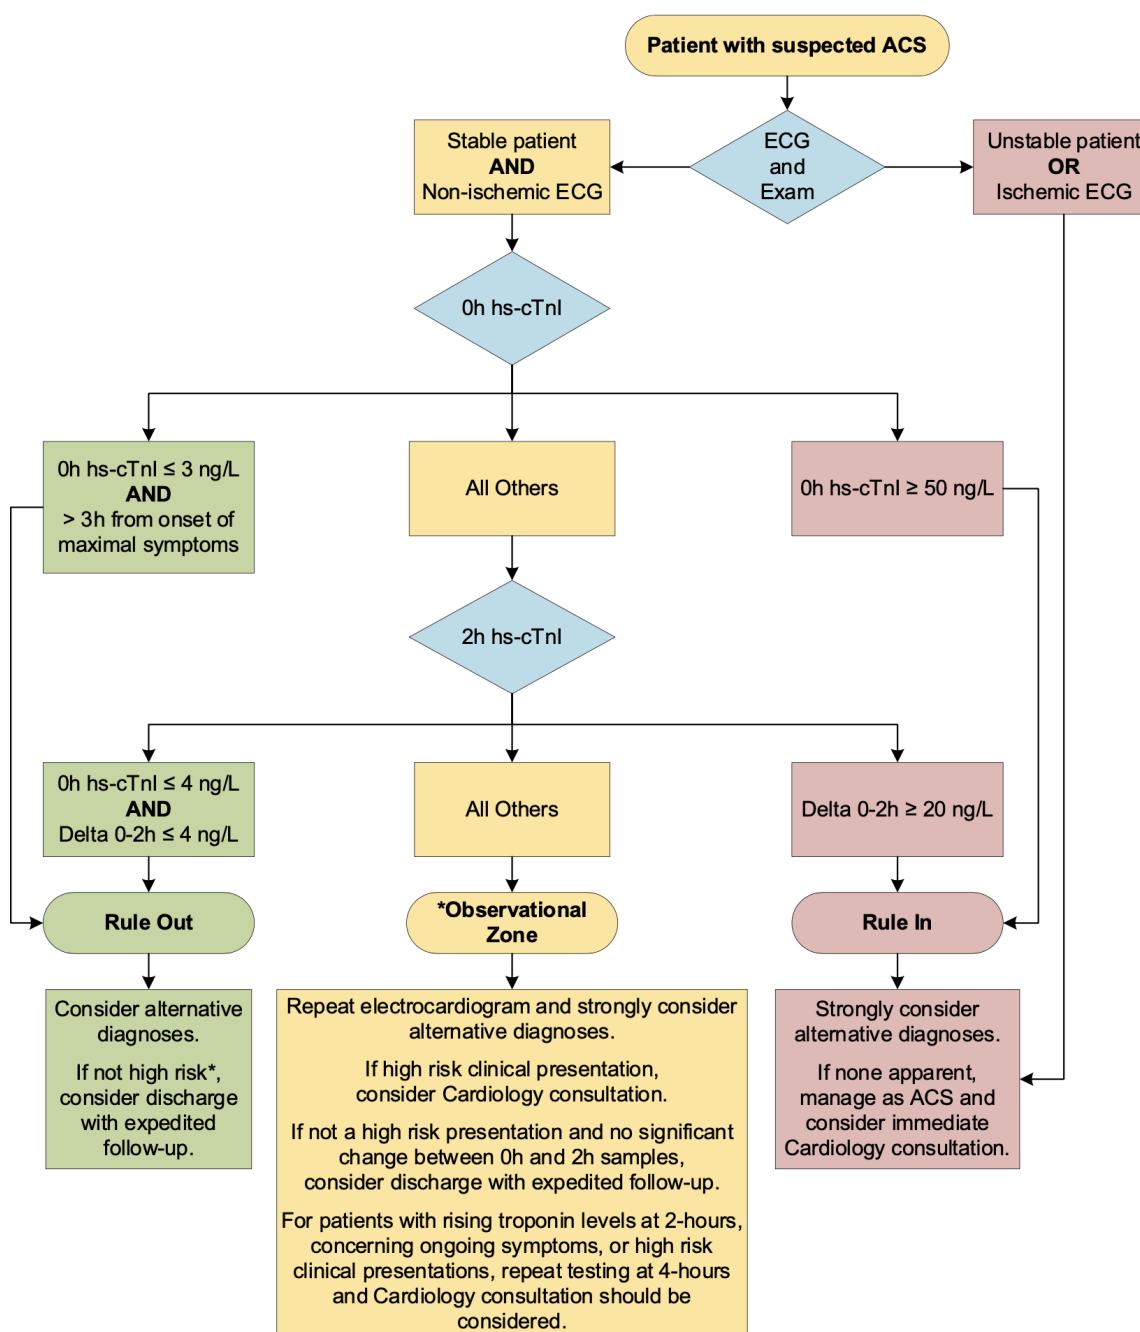 Patient with suspected ACS
Stable patient
AND
Non-ischemic ECG
ECG
and
Exam
Unstable patient
OR
Ischemic ECG
0h hs-cTnI
0h hs-cTnI ≤ 3 ng/L
AND
> 3h from onset of
maximal symptoms
All Others
0h hs-cTnI ≥ 50 ng/L
2h hs-cTnI
0h hs-cTnI ≤ 4 ng/L
AND
Delta 0-2h ≤ 4 ng/L
All Others
Delta 0-2h ≥ 20 ng/L
Rule Out
*Observational
Zone
Rule In
Consider alternative
diagnoses.
If not high risk*,
consider discharge
with expedited
follow-up.
Repeat electrocardiogram and strongly consider
alternative diagnoses.
If high risk clinical presentation,
consider Cardiology consultation.
If not a high risk presentation and no significant
change between 0h and 2h samples,
consider discharge with expedited follow-up.
For patients with rising troponin levels at 2-hours,
concerning ongoing symptoms, or high risk
clinical presentations, repeat testing at 4-hours
and Cardiology consultation should be
considered.
Strongly consider
alternative diagnoses.
If none apparent,
manage as ACS and
consider immediate
Cardiology consultation.